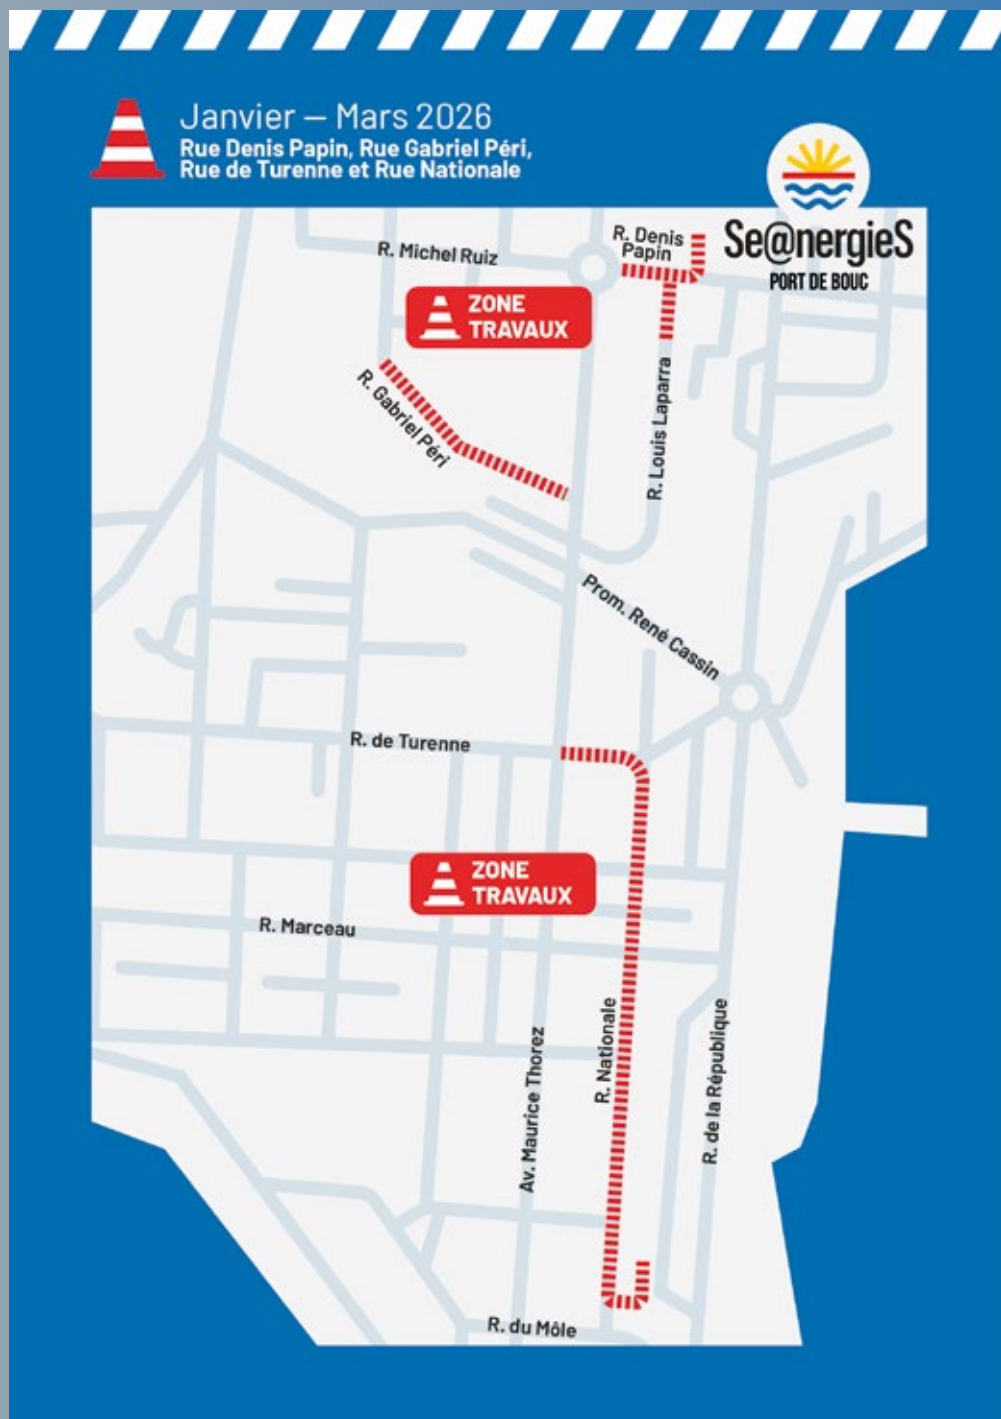 Janvier — Mars 2026
Rue Denis Papin, Rue Gabriel Péri,
Rue de Turenne et Rue Nationale
Se@nergieS
PORT DE BOUC
R. Michel Ruiz
R. Denis
Papin
ZONE
TRAVAUX
R. Gabriel Péri
R. Louis Laparra
Prom. René Cassin
R. de Turenne
ZONE
TRAVAUX
R. Marceau
R. Nationale
R. de la République
Av. Maurice Thorez
R. du Môle